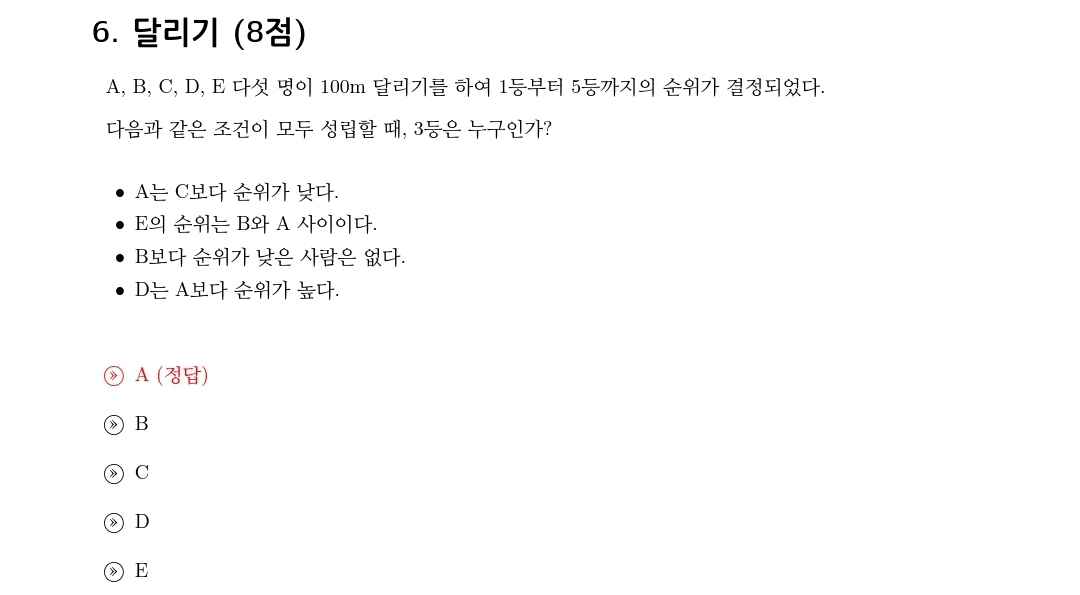 6. 달리기 (8점)
A, B, C, D, E 다섯 명이 100m 달리기를 하여 1등부터 5등까지의 순위가 결정되었다.
다음과 같은 조건이 모두 성립할 때, 3등은 누구인가?
• A는 C보다 순위가 낮다.
• E의 순위는 B와 A 사이이다.
• B보다 순위가 낮은 사람은 없다.
• D는 A보다 순위가 높다.
A (정답)
B
C
D
E